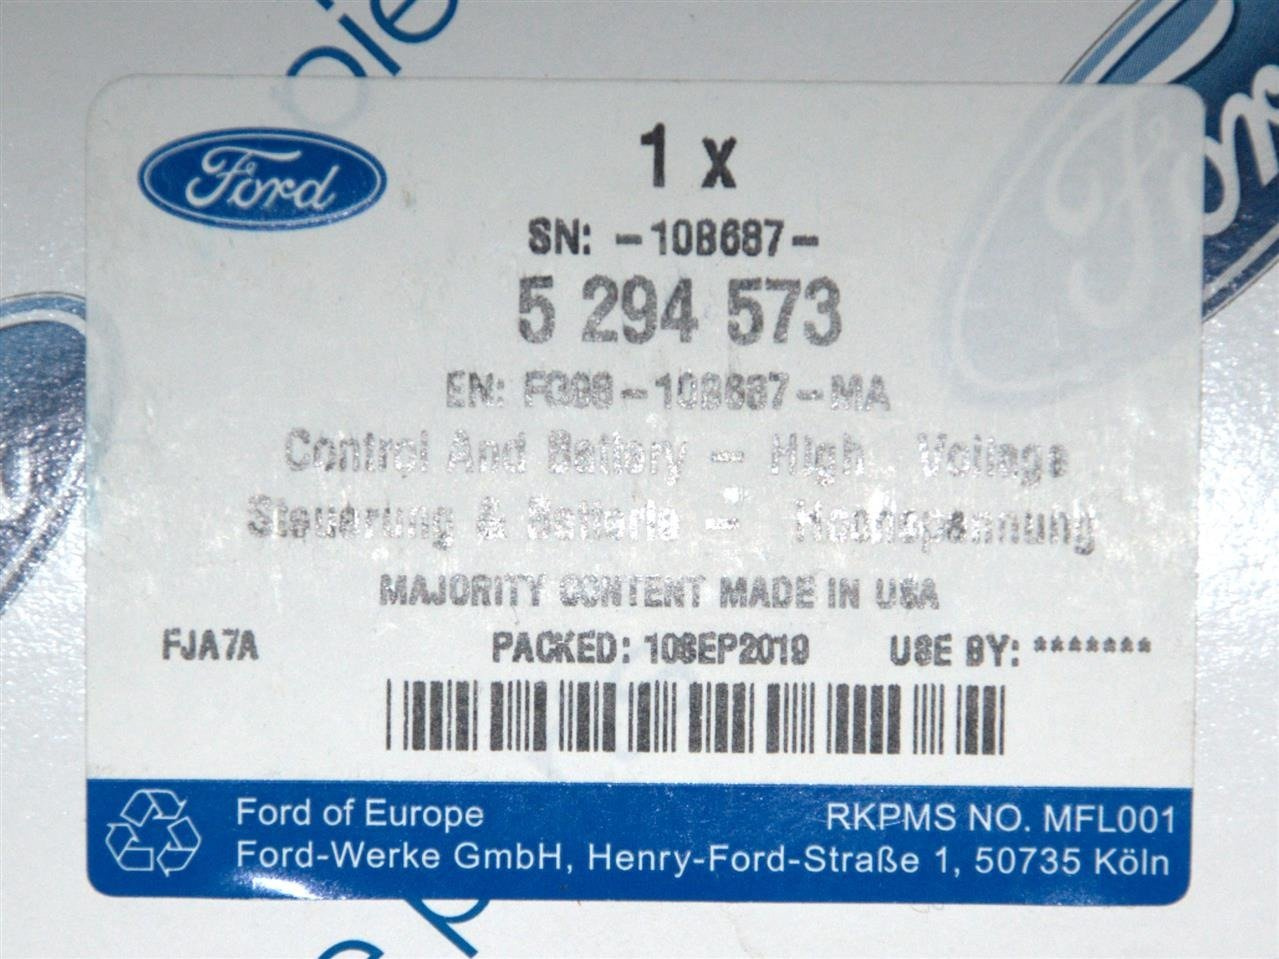 pie
Ford
Ford
1 x
SN: -10B687-
5 294 573
EN: FG98-10B687-MA
Control And Battery - High Voltage
Steuerung & Batterie - Hochspannung
MAJORITY CONTENT MADE IN USA
FJA7A PACKED: 10SEP2019 USE BY: *******
Ford of Europe RKPMS NO. MFL001
Ford-Werke GmbH, Henry-Ford-Straße 1, 50735 Köln